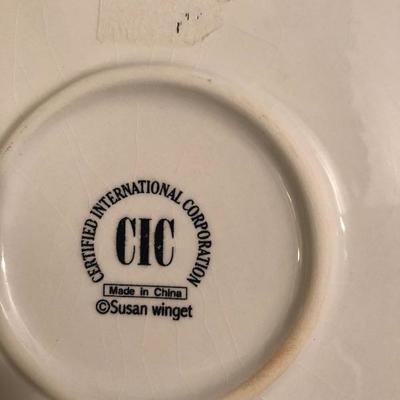 CERTIFIED INTERNATIONAL CORPORATION
CIC
Made in China
©Susan winget